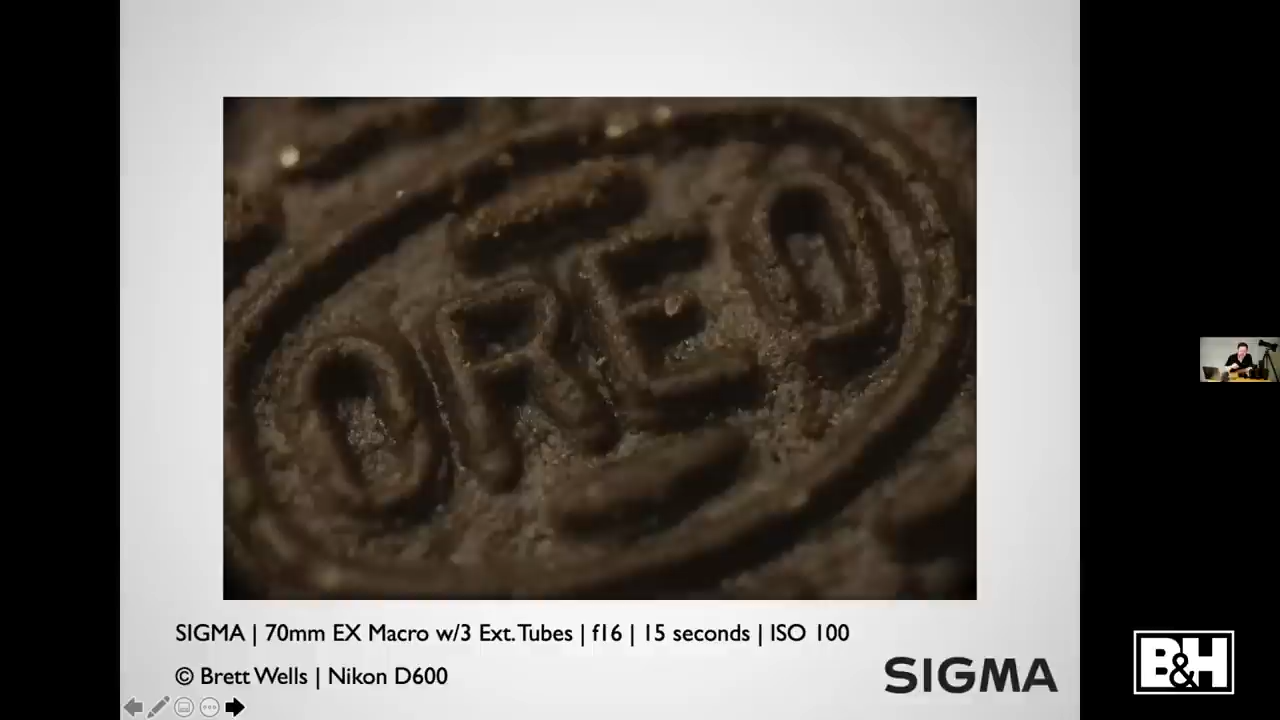 OREO
SIGMA | 70mm EX Macro w/3 Ext. Tubes | f16 | 15 seconds | ISO 100
© Brett Wells | Nikon D600
SIGMA
B&H